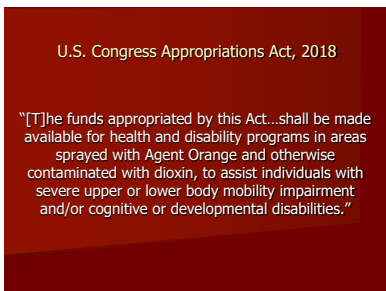 U.S. Congress Appropriations Act, 2018
“[T]he funds appropriated by this Act…shall be made
available for health and disability programs in areas
sprayed with Agent Orange and otherwise
contaminated with dioxin, to assist individuals with
severe upper or lower body mobility impairment
and/or cognitive or developmental disabilities.”